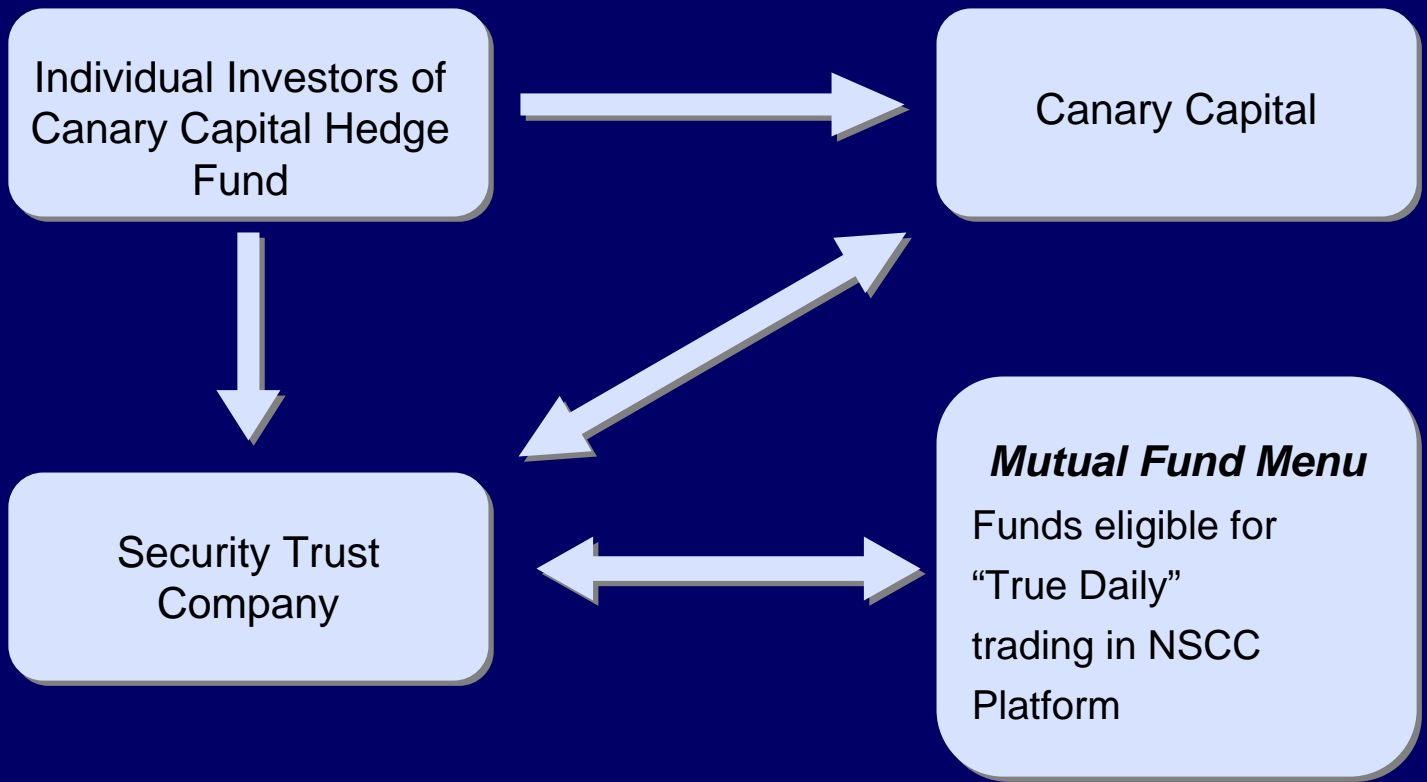 Individual Investors of
Canary Capital Hedge
Fund
Canary Capital
Security Trust
Company
Mutual Fund Menu
Funds eligible for
“True Daily”
trading in NSCC
Platform